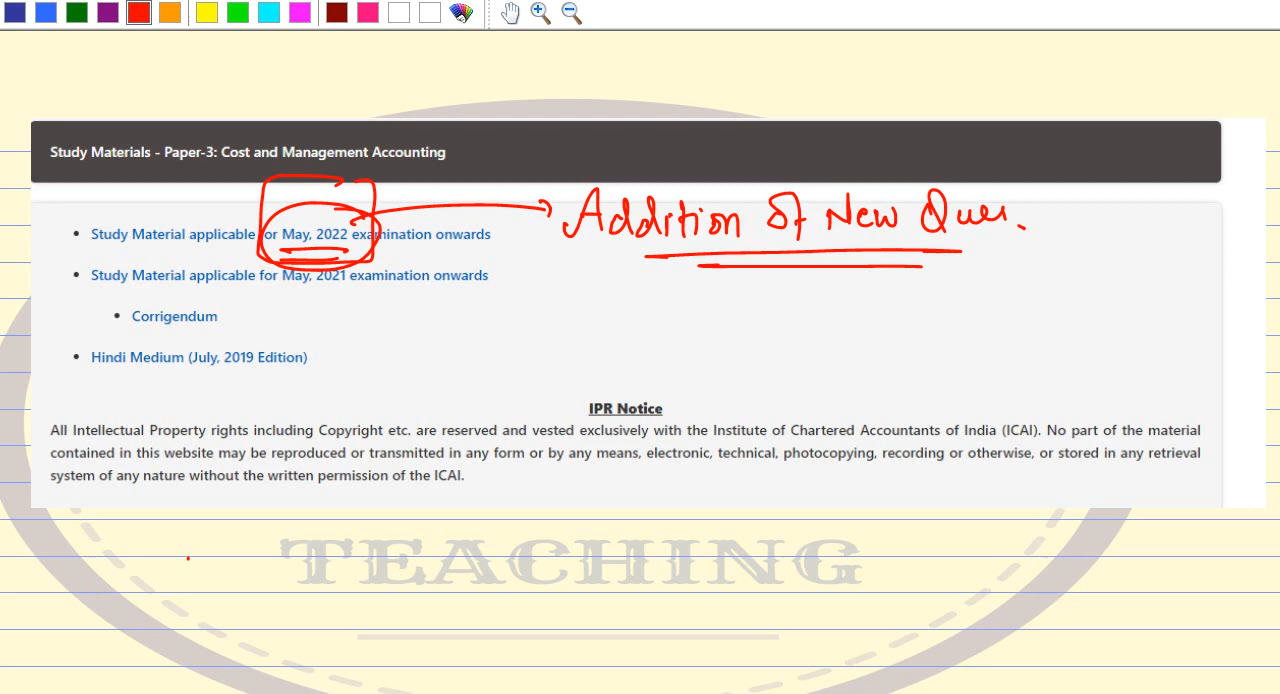 Study Materials - Paper-3: Cost and Management Accounting
Addition of New Ques.
Study Material applicable for May, 2022 examination onwards
Study Material applicable for May, 2021 examination onwards
Corrigendum
Hindi Medium (July, 2019 Edition)
IPR Notice
All Intellectual Property rights including Copyright etc. are reserved and vested exclusively with the Institute of Chartered Accountants of India (ICAI). No part of the material
contained in this website may be reproduced or transmitted in any form or by any means, electronic, technical, photocopying, recording or otherwise, or stored in any retrieval
system of any nature without the written permission of the ICAI.
TEACHING